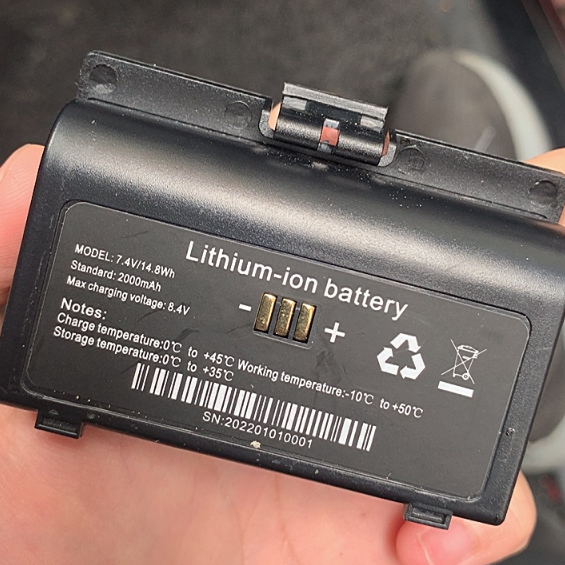 Lithium-ion battery
MODEL: 7.4V/14.8Wh
Standard: 2000mAh
Max charging voltage: 8.4V
- +
Notes:
Charge temperature:0℃ to +45℃ Working temperature:-10℃ to +50℃
Storage temperature:0℃ to +35℃
SN:202201010001